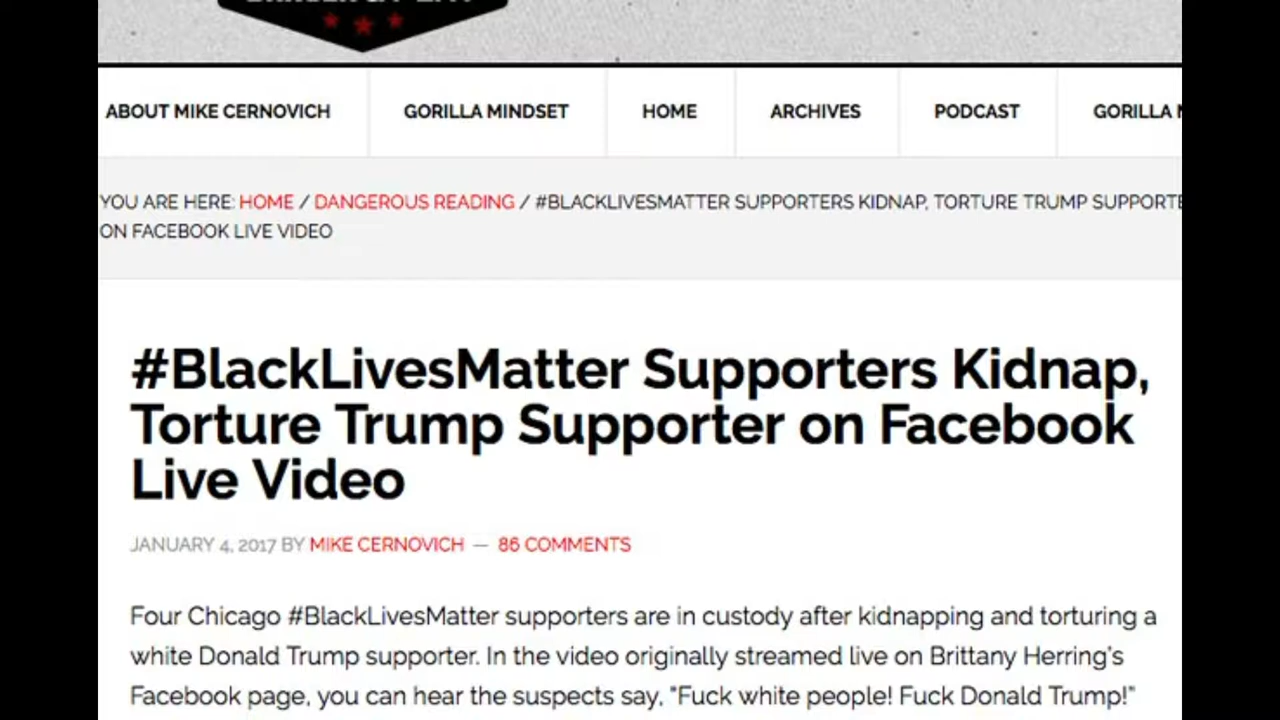 ABOUT MIKE CERNOVICH GORILLA MINDSET HOME ARCHIVES PODCAST GORILLA
YOU ARE HERE: HOME / DANGEROUS READING / #BLACKLIVESMATTER SUPPORTERS KIDNAP, TORTURE TRUMP SUPPORTE
ON FACEBOOK LIVE VIDEO
#BlackLivesMatter Supporters Kidnap,
Torture Trump Supporter on Facebook
Live Video
JANUARY 4, 2017 BY MIKE CERNOVICH — 86 COMMENTS
Four Chicago #BlackLivesMatter supporters are in custody after kidnapping and torturing a
white Donald Trump supporter. In the video originally streamed live on Brittany Herring's
Facebook page, you can hear the suspects say, "Fuck white people! Fuck Donald Trump!"